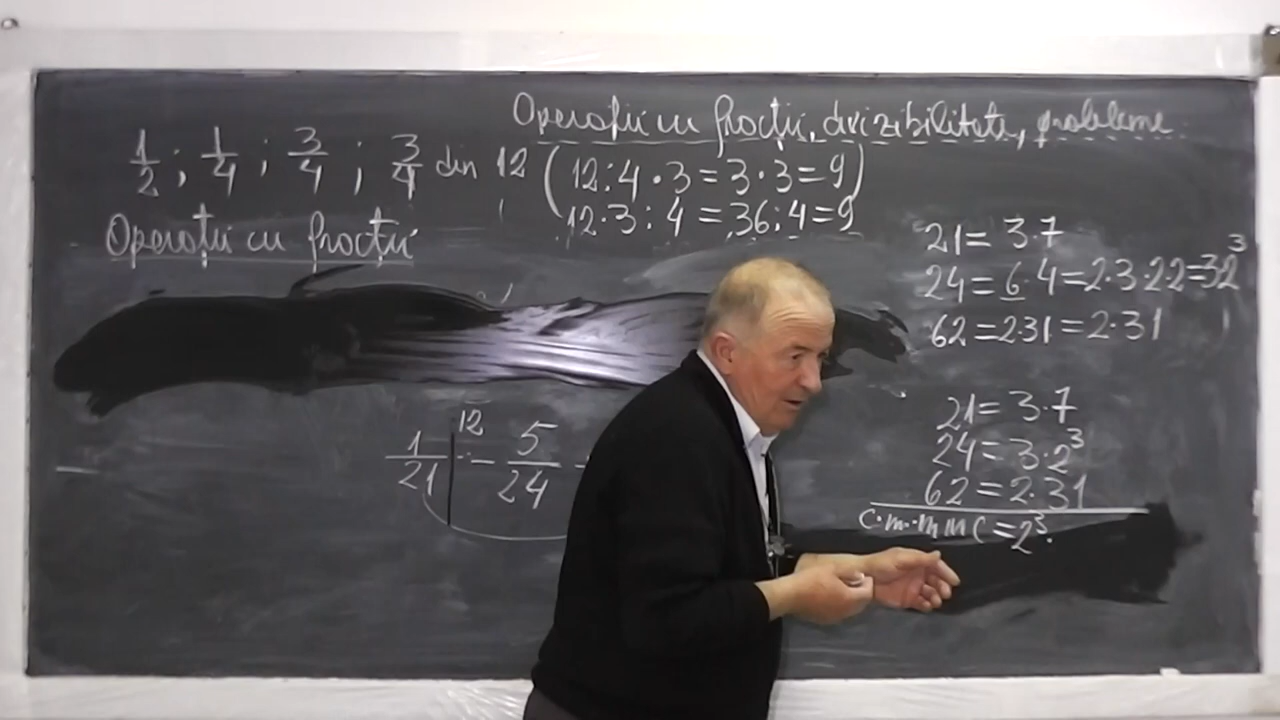 Operații cu fracții, divizibilitate, probleme
1/2 ; 1/4 ; 3/4 ; 3/4 din 12 (12:4·3=3·3=9)
12·3:4=36:4=9
Operații cu fracții
21=3·7
24=6·4=2·3·2·2=3·2³
62=2·31=2·31
21=3·7
24=3·2³
62=2·31
c.m.m.m.c=2³·
1/21 12 - 5/24 -